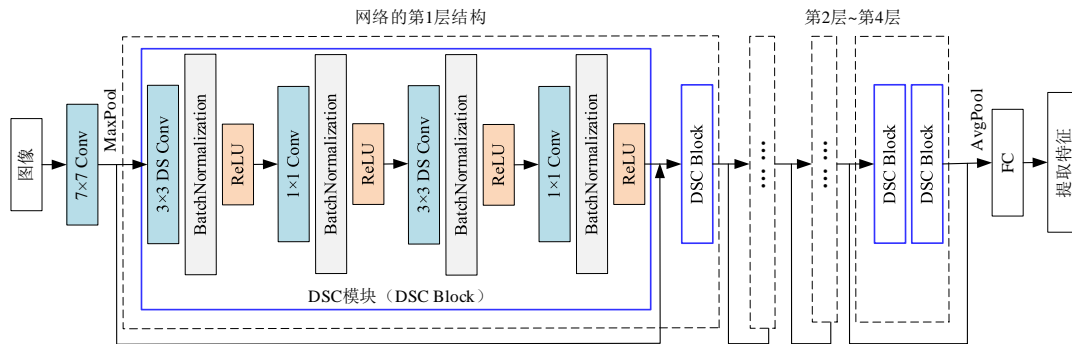 网络的第1层结构
第2层~第4层
图像
7×7 Conv
MaxPool
3×3 DS Conv
BatchNormalization
ReLU
1×1 Conv
BatchNormalization
ReLU
3×3 DS Conv
BatchNormalization
ReLU
1×1 Conv
BatchNormalization
ReLU
DSC模块（DSC Block）
DSC Block
... ...
... ...
DSC Block
DSC Block
AvgPool
FC
提取特征